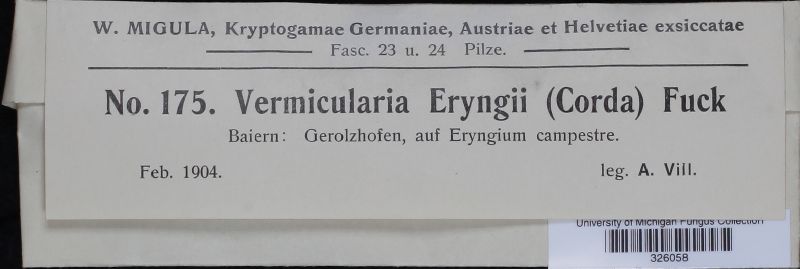 W. MIGULA, Kryptogamae Germaniae, Austriae et Helvetiae exsiccatae
Fasc. 23 u. 24 Pilze.
No. 175. Vermicularia Eryngii (Corda) Fuck
Baiern: Gerolzhofen, auf Eryngium campestre.
Feb. 1904. leg. A. Vill.
University of Michigan Fungus Collection
326058